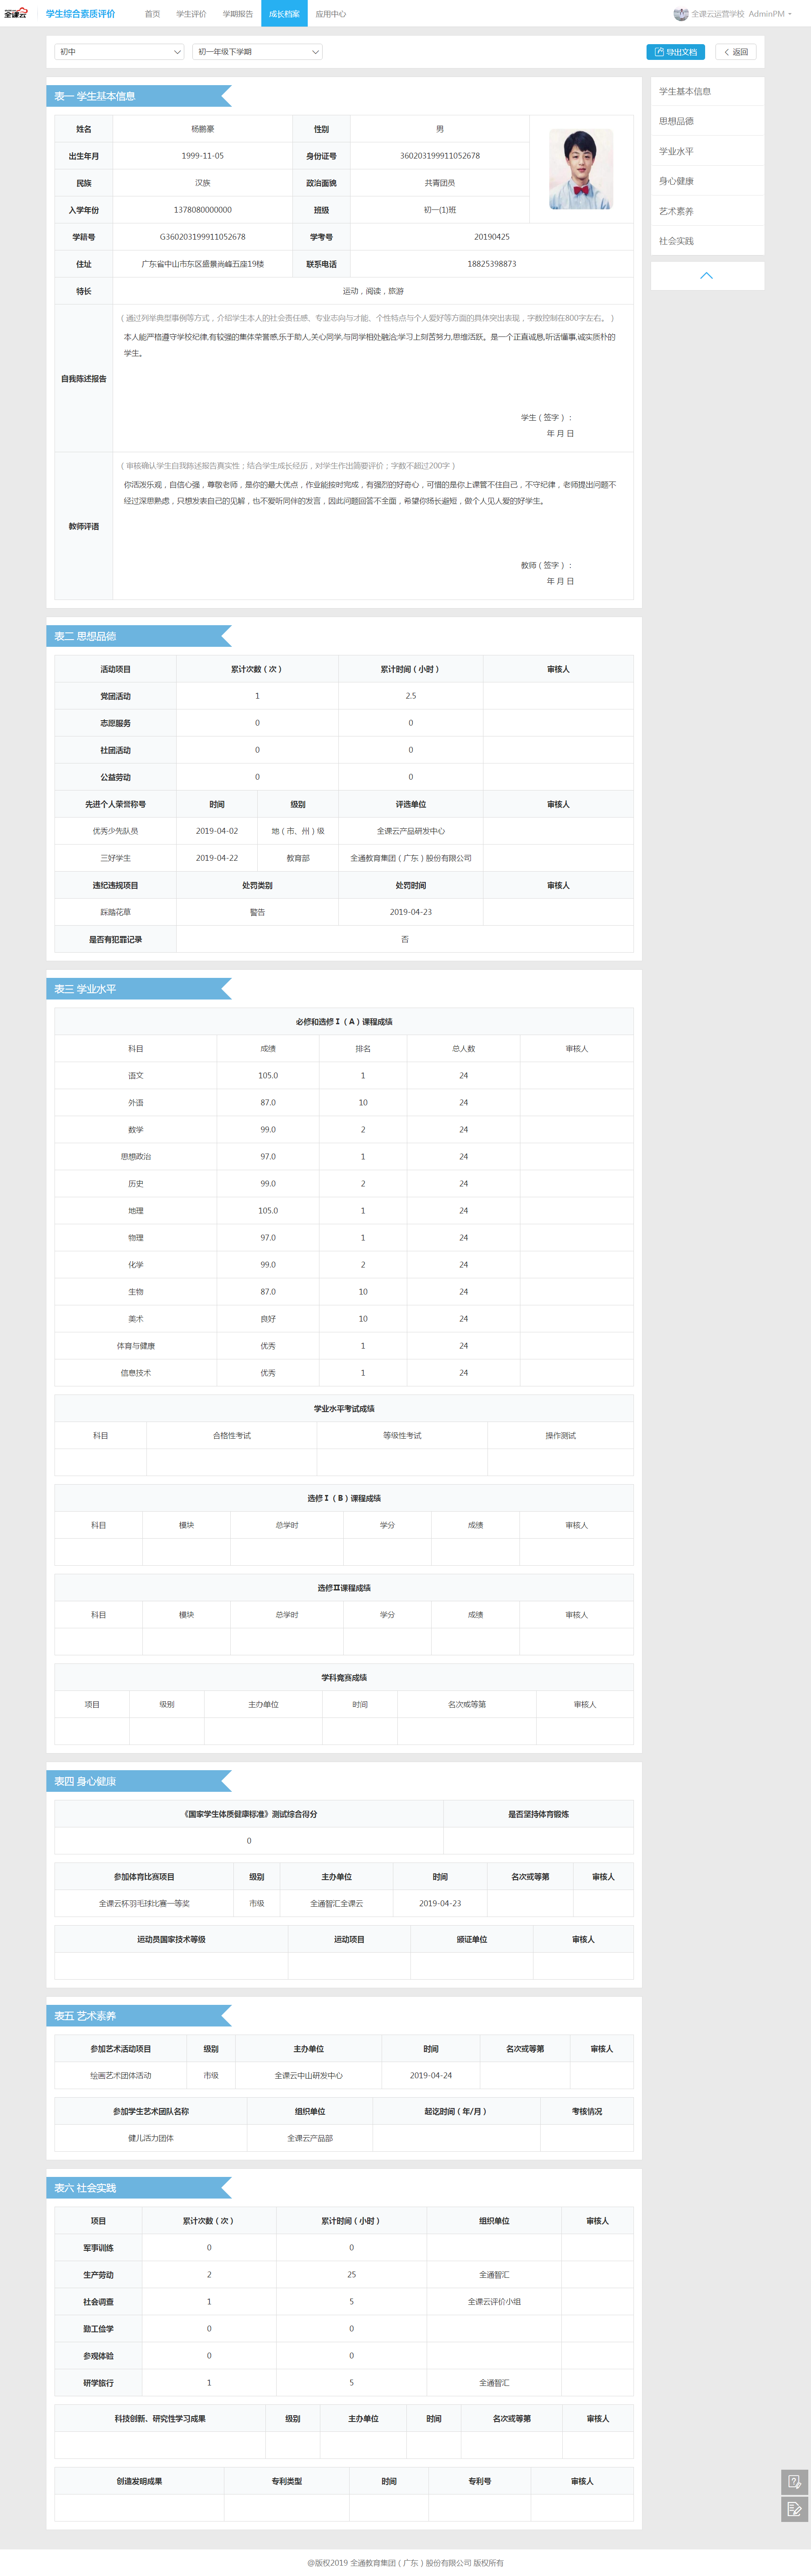 全课云 学生综合素质评价 首页 学生评价 学期报告 成长档案 应用中心 全课云运营学校 AdminPM
初中 初一年级下学期 导出文档 返回
学生基本信息
思想品德
学业水平
身心健康
艺术素养
社会实践
表一 学生基本信息
姓名 杨鹏豪 性别 男
出生年月 1999-11-05 身份证号 360203199911052678
民族 汉族 政治面貌 共青团员
入学年份 1378080000000 班级 初一(1)班
学籍号 G360203199911052678 学考号 20190425
住址 广东省中山市东区盛景尚峰五座19楼 联系电话 18825398873
特长 运动，阅读，旅游
自我陈述报告
（通过列举典型事例等方式，介绍学生本人的社会责任感、专业志向与才能、个性特点与个人爱好等方面的具体突出表现，字数控制在800字左右。）
本人能严格遵守学校纪律,有较强的集体荣誉感,乐于助人,关心同学,与同学相处融洽;学习上刻苦努力,思维活跃。是一个正直诚恳,听话懂事,诚实质朴的
学生。
学生（签字）：
年 月 日
教师评语
（审核确认学生自我陈述报告真实性；结合学生成长经历，对学生作出简要评价；字数不超过200字）
你活泼乐观，自信心强，尊敬老师，是你的最大优点，作业能按时完成，有强烈的好奇心，可惜的是你上课管不住自己，不守纪律，老师提出问题不
经过深思熟虑，只想发表自己的见解，也不爱听同伴的发言，因此问题回答不全面，希望你扬长避短，做个人见人爱的好学生。
教师（签字）：
年 月 日
表二 思想品德
活动项目 累计次数（次） 累计时间（小时） 审核人
党团活动 1 2.5
志愿服务 0 0
社团活动 0 0
公益劳动 0 0
先进个人荣誉称号 时间 级别 评选单位 审核人
优秀少先队员 2019-04-02 地（市、州）级 全课云产品研发中心
三好学生 2019-04-22 教育部 全通教育集团（广东）股份有限公司
违纪违规项目 处罚类别 处罚时间 审核人
踩踏花草 警告 2019-04-23
是否有犯罪记录 否
表三 学业水平
必修和选修Ⅰ（A）课程成绩
科目 成绩 排名 总人数 审核人
语文 105.0 1 24
外语 87.0 10 24
数学 99.0 2 24
思想政治 97.0 1 24
历史 99.0 2 24
地理 105.0 1 24
物理 97.0 1 24
化学 99.0 2 24
生物 87.0 10 24
美术 良好 10 24
体育与健康 优秀 1 24
信息技术 优秀 1 24
学业水平考试成绩
科目 合格性考试 等级性考试 操作测试
选修Ⅰ（B）课程成绩
科目 模块 总学时 学分 成绩 审核人
选修Ⅱ课程成绩
科目 模块 总学时 学分 成绩 审核人
学科竞赛成绩
项目 级别 主办单位 时间 名次或等第 审核人
表四 身心健康
《国家学生体质健康标准》测试综合得分 是否坚持体育锻炼
0
参加体育比赛项目 级别 主办单位 时间 名次或等第 审核人
全课云杯羽毛球比赛一等奖 市级 全通智汇全课云 2019-04-23
运动员国家技术等级 运动项目 颁证单位 审核人
表五 艺术素养
参加艺术活动项目 级别 主办单位 时间 名次或等第 审核人
绘画艺术团体活动 市级 全课云中山研发中心 2019-04-24
参加学生艺术团队名称 组织单位 起讫时间（年/月） 考核情况
健儿活力团体 全课云产品部
表六 社会实践
项目 累计次数（次） 累计时间（小时） 组织单位 审核人
军事训练 0 0
生产劳动 2 25 全通智汇
社会调查 1 5 全课云评价小组
勤工俭学 0 0
参观体验 0 0
研学旅行 1 5 全通智汇
科技创新、研究性学习成果 级别 主办单位 时间 名次或等第 审核人
创造发明成果 专利类型 时间 专利号 审核人
@版权2019 全通教育集团（广东）股份有限公司 版权所有